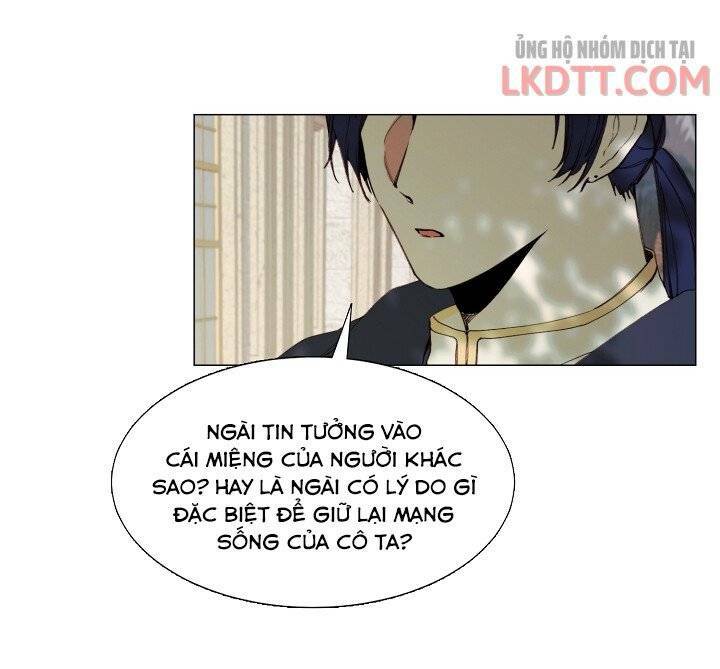 ỦNG HỘ NHÓM DỊCH TẠI
LKDTT.COM
NGÀI TIN TƯỞNG VÀO
CÁI MIỆNG CỦA NGƯỜI KHÁC
SAO? HAY LÀ NGÀI CÓ LÝ DO GÌ
ĐẶC BIỆT ĐỂ GIỮ LẠI MẠNG
SỐNG CỦA CÔ TA?